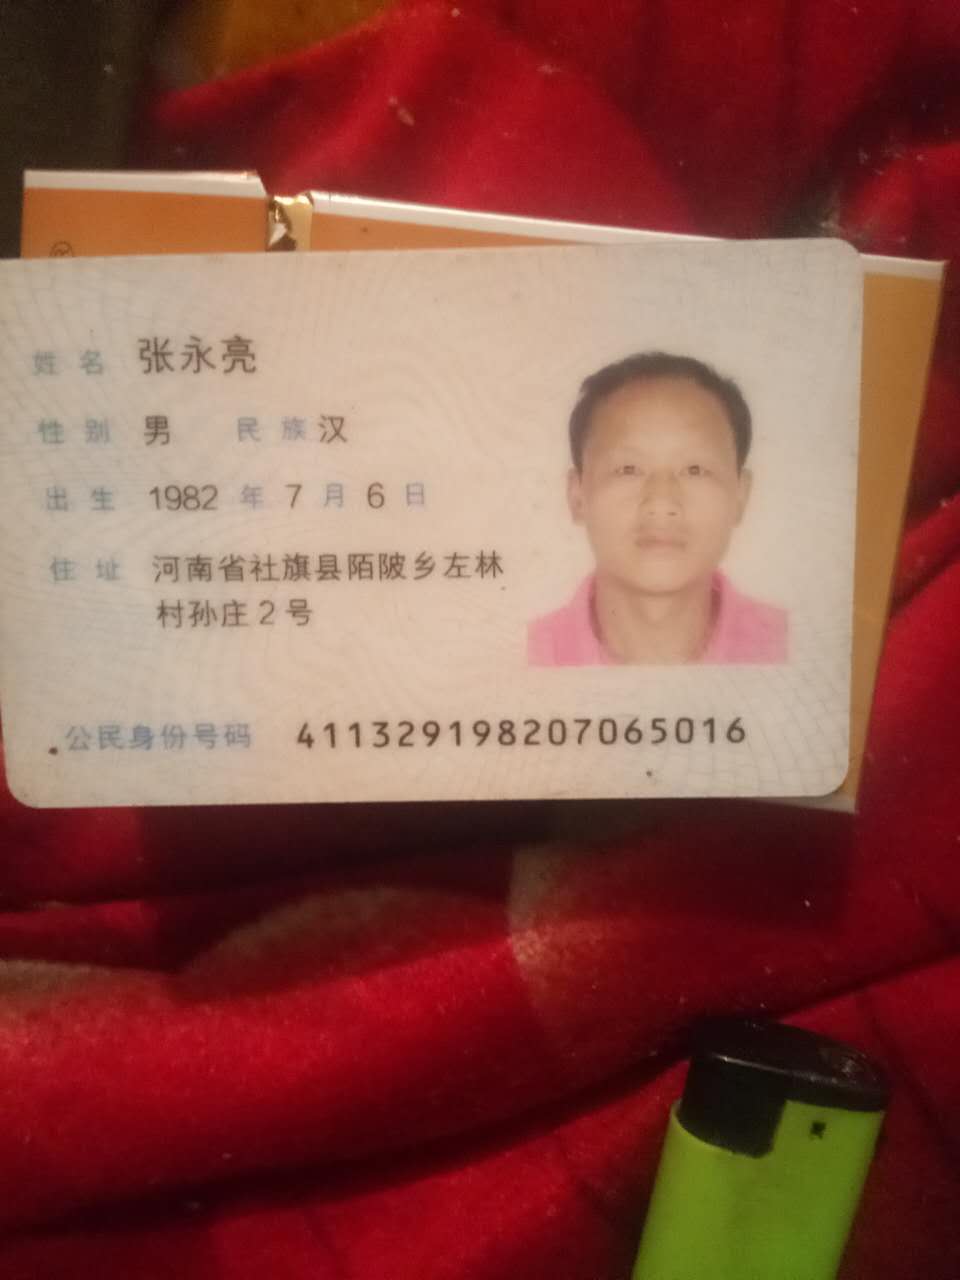 姓名 张永亮
性别 男 民族 汉
出生 1982 年 7 月 6 日
住址 河南省社旗县陌陂乡左林
村孙庄2号
公民身份号码 411329198207065016